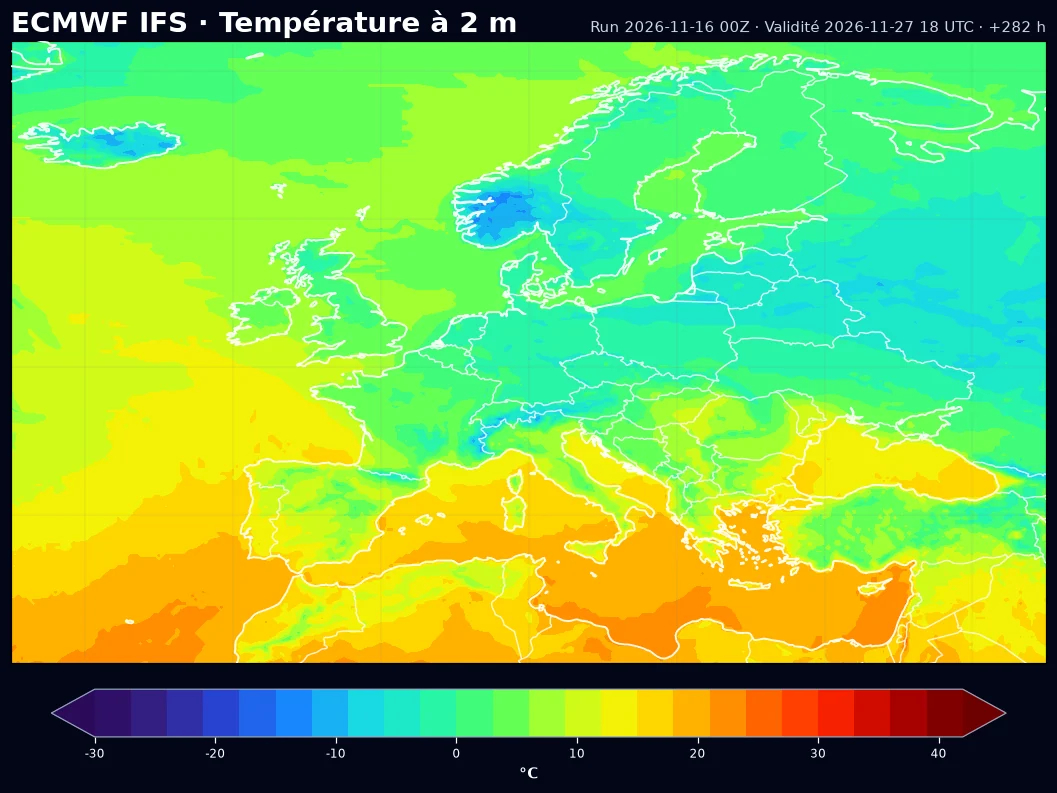 ECMWF IFS · Température à 2 m
Run 2026-11-16 00Z · Validité 2026-11-27 18 UTC · +282 h
-30 -20 -10 0 10 20 30 40
°C